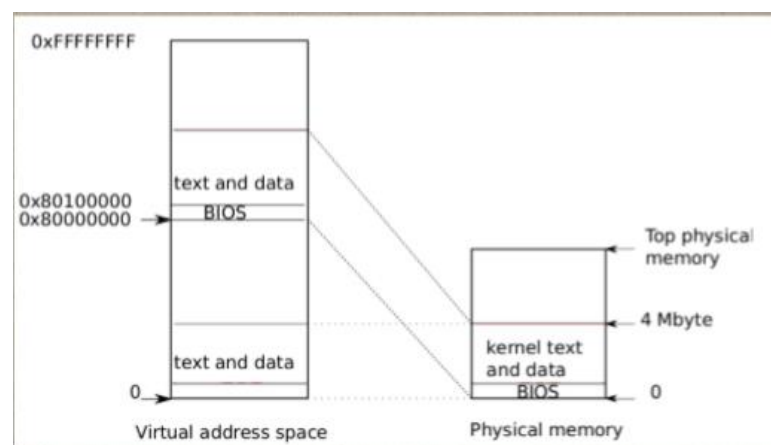 0xFFFFFFFF
text and data
0x80100000
BIOS
0x80000000
Top physical
memory
4 Mbyte
kernel text
and data
text and data
0
BIOS
0
Virtual address space
Physical memory